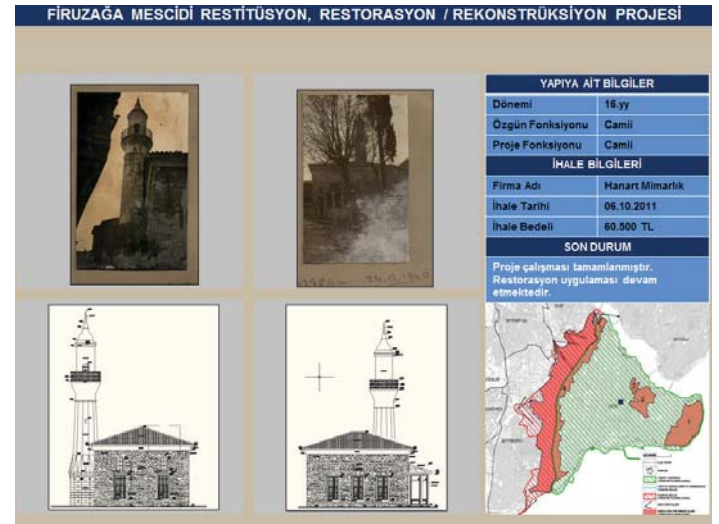 FİRUZAĞA MESCİDİ RESTİTÜSYON, RESTORASYON / REKONSTRÜKSİYON PROJESİ
YAPIYA AİT BİLGİLER
Dönemi 16.yy
Özgün Fonksiyonu Camii
Proje Fonksiyonu Camii
İHALE BİLGİLERİ
Firma Adı Hanart Mimarlık
İhale Tarihi 06.10.2011
İhale Bedeli 60.500 TL
SON DURUM
Proje çalışması tamamlanmıştır.
Restorasyon uygulaması devam
etmektedir.